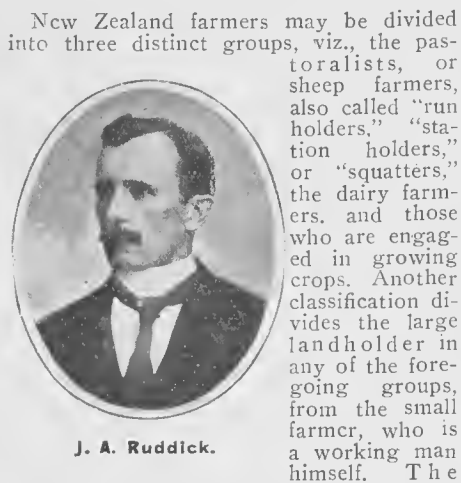 New Zealand farmers may be divided
into three distinct groups, viz., the pas-
toralists, or
sheep farmers,
also called "run
holders," "sta-
tion holders,"
or "squatters,"
the dairy farm-
ers. and those
who are engag-
ed in growing
crops. Another
classification di-
vides the large
landholder in
any of the fore-
going groups,
from the small
farmer, who is
a working man
himself. The
J. A. Ruddick.